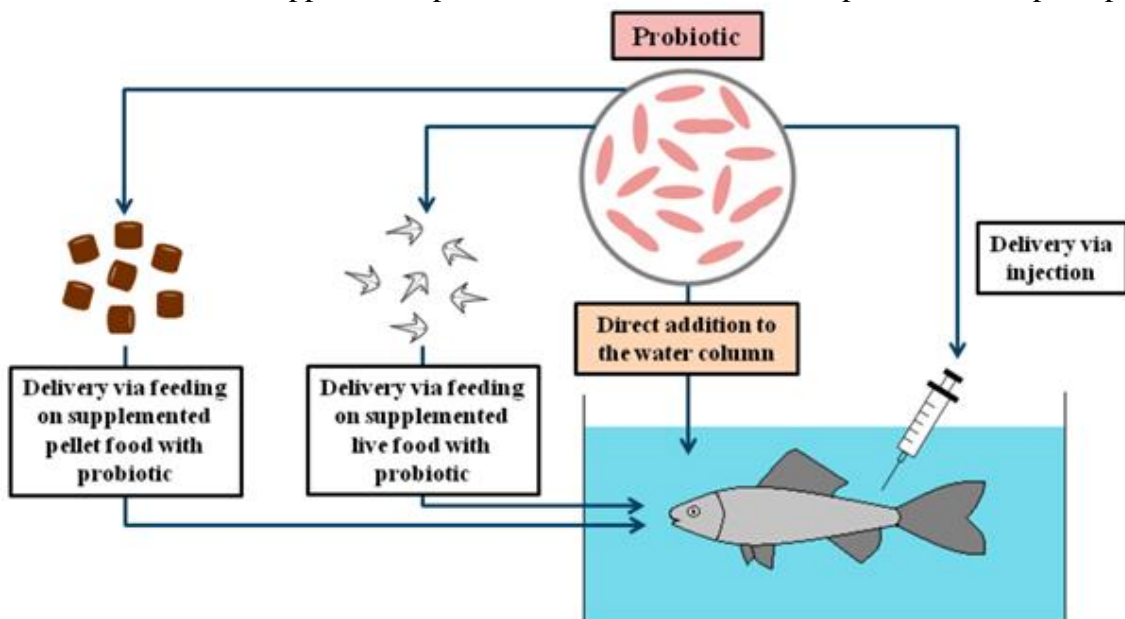 Probiotic
Delivery via
injection
Direct addition to
the water column
Delivery via feeding
on supplemented
pellet food with
probiotic
Delivery via feeding
on supplemented
live food with
probiotic